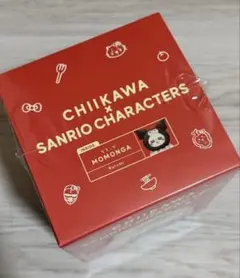 CHIIKAWA
×
SANRIO CHARACTERS
MOMONGA